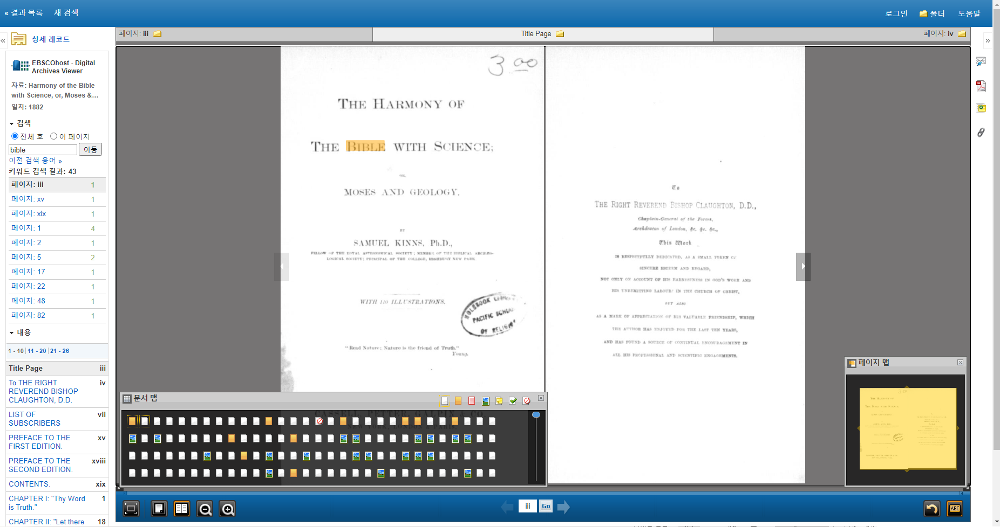 « 결과 목록 새 검색 로그인 폴더 도움말
« 상세 레코드
EBSCOhost - Digital
Archives Viewer
자료: Harmony of the Bible
with Science, or, Moses &...
일자: 1882
검색
전체 호 이 페이지
bible 이동
이전 검색 용어 »
키워드 검색 결과: 43
페이지: iii 1
페이지: xv 1
페이지: xix 1
페이지: 1 4
페이지: 2 1
페이지: 5 2
페이지: 17 1
페이지: 22 1
페이지: 48 1
페이지: 82 1
내용
1 - 10 | 11 - 20 | 21 - 26
Title Page iii
To THE RIGHT iv
REVEREND BISHOP
CLAUGHTON, D.D.
LIST OF vii
SUBSCRIBERS
PREFACE TO THE xv
FIRST EDITION.
PREFACE TO THE xviii
SECOND EDITION.
CONTENTS. xix
CHAPTER I: "Thy Word 1
is Truth."
CHAPTER II: "Let there 18
페이지: iii
Title Page
페이지: iv
»
3.00
THE HARMONY OF
THE BIBLE WITH SCIENCE;
OR,
MOSES AND GEOLOGY.
BY
SAMUEL KINNS, Ph.D.,
FELLOW OF THE ROYAL ASTRONOMICAL SOCIETY; MEMBER OF THE BIBLICAL ARCHÆO-
LOGICAL SOCIETY; PRINCIPAL OF THE COLLEGE, HIGHBURY NEW PARK.
WITH 110 ILLUSTRATIONS.
HOLBROOK
PACIFIC SCHOOL
OF RELIGION
"Read Nature; Nature is the friend of Truth."
Young.
CASSELL, PETTER, GALPIN & CO.
NEW YORK, LONDON & PARIS.
To
THE RIGHT REVEREND BISHOP CLAUGHTON, D.D.,
Chaplain-General of the Forces,
Archdeacon of London, &c. &c. &c.,
This Work
IS RESPECTFULLY DEDICATED, AS A SMALL TOKEN OF
SINCERE ESTEEM AND REGARD,
NOT ONLY ON ACCOUNT OF HIS EARNESTNESS IN GOD'S WORK AND
HIS UNREMITTING LABOURS IN THE CHURCH OF CHRIST,
BUT ALSO
AS A MARK OF APPRECIATION OF HIS VALUABLE FRIENDSHIP, WHICH
THE AUTHOR HAS ENJOYED FOR THE LAST TEN YEARS,
AND HAS FOUND A SOURCE OF CONTINUAL ENCOURAGEMENT IN
ALL HIS PROFESSIONAL AND SCIENTIFIC ENGAGEMENTS.
문서 맵
페이지 맵
iii Go
ABC